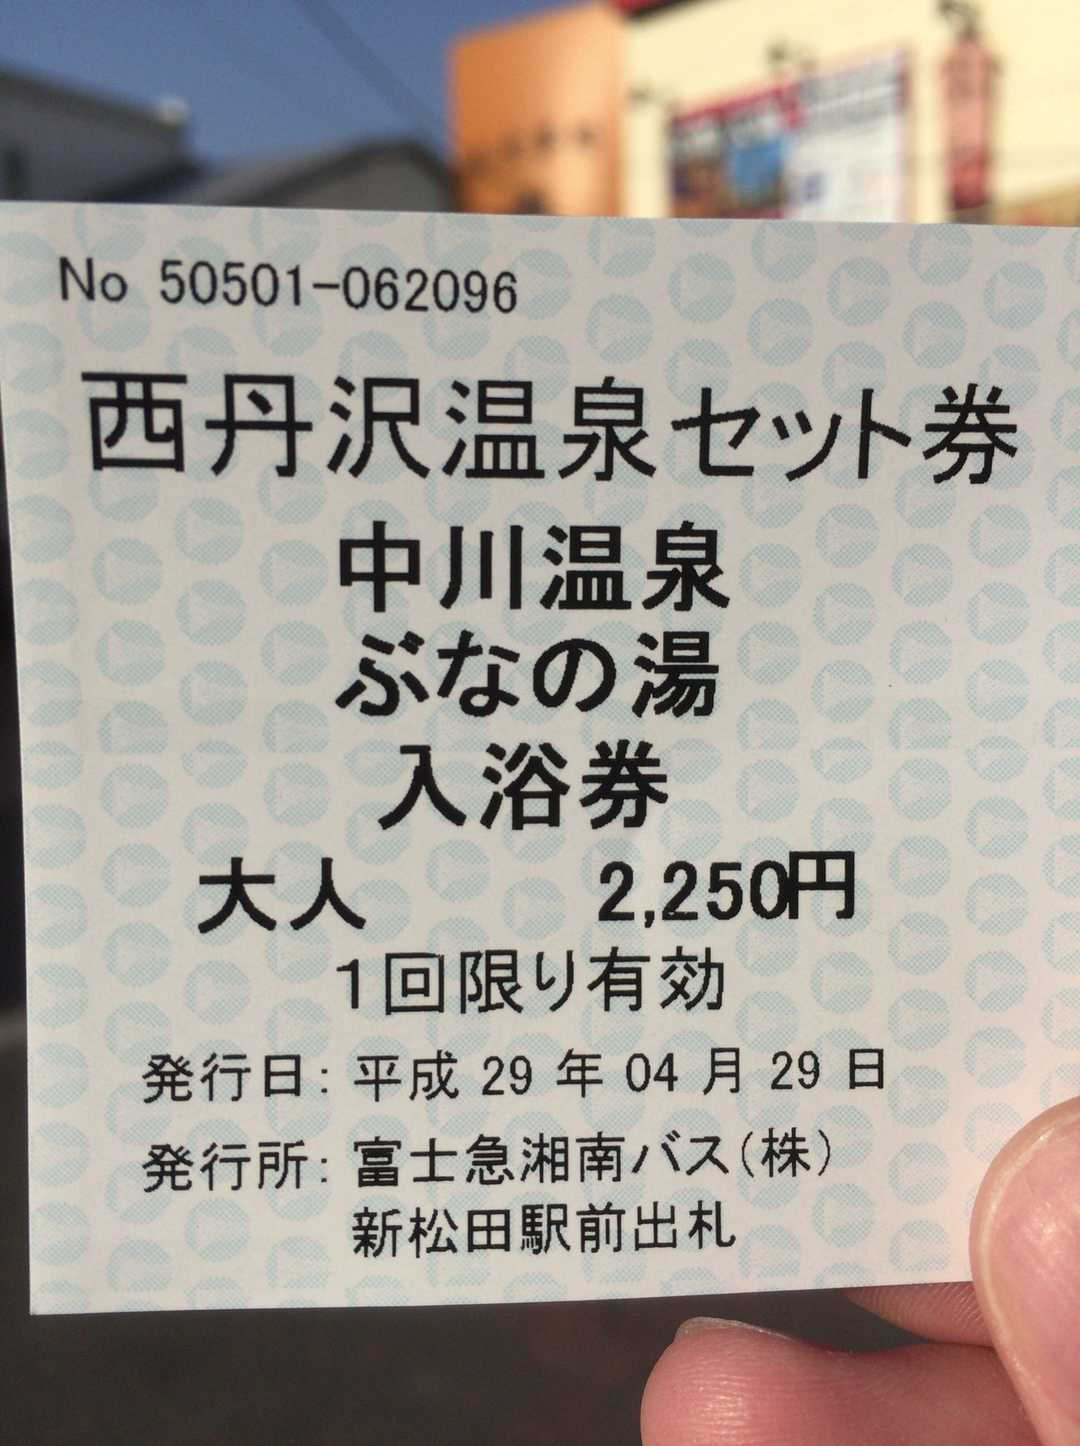 No 50501-062096
西丹沢温泉セット券
中川温泉
ぶなの湯
入浴券
大人 2,250円
1回限り有効
発行日: 平成 29 年 04 月 29 日
発行所: 富士急湘南バス(株)
新松田駅前出札